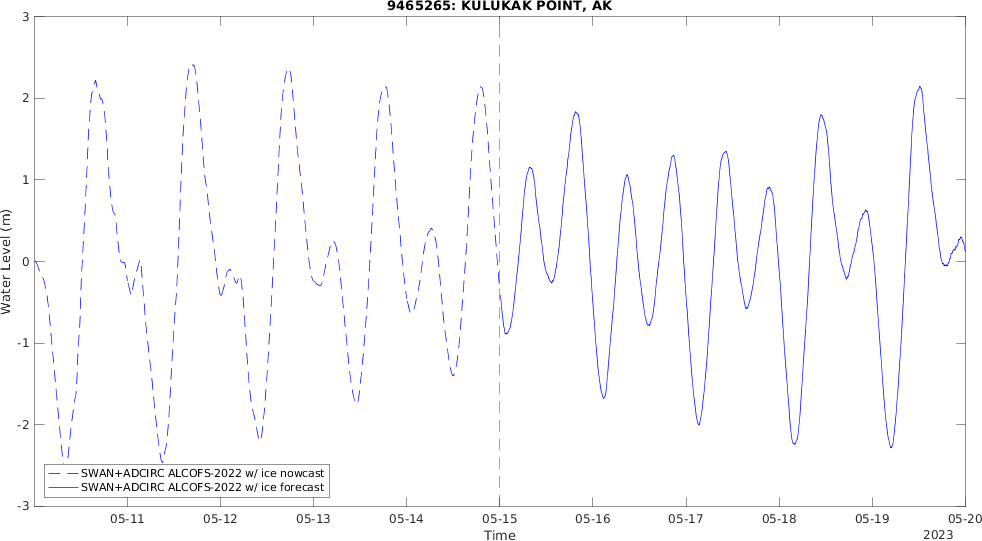 9465265: KULUKAK POINT, AK
3
2
1
0
-1
-2
-3
Water Level (m)
SWAN+ADCIRC ALCOFS-2022 w/ ice nowcast
SWAN+ADCIRC ALCOFS-2022 w/ ice forecast
05-11 05-12 05-13 05-14 05-15 05-16 05-17 05-18 05-19 05-20
Time
2023